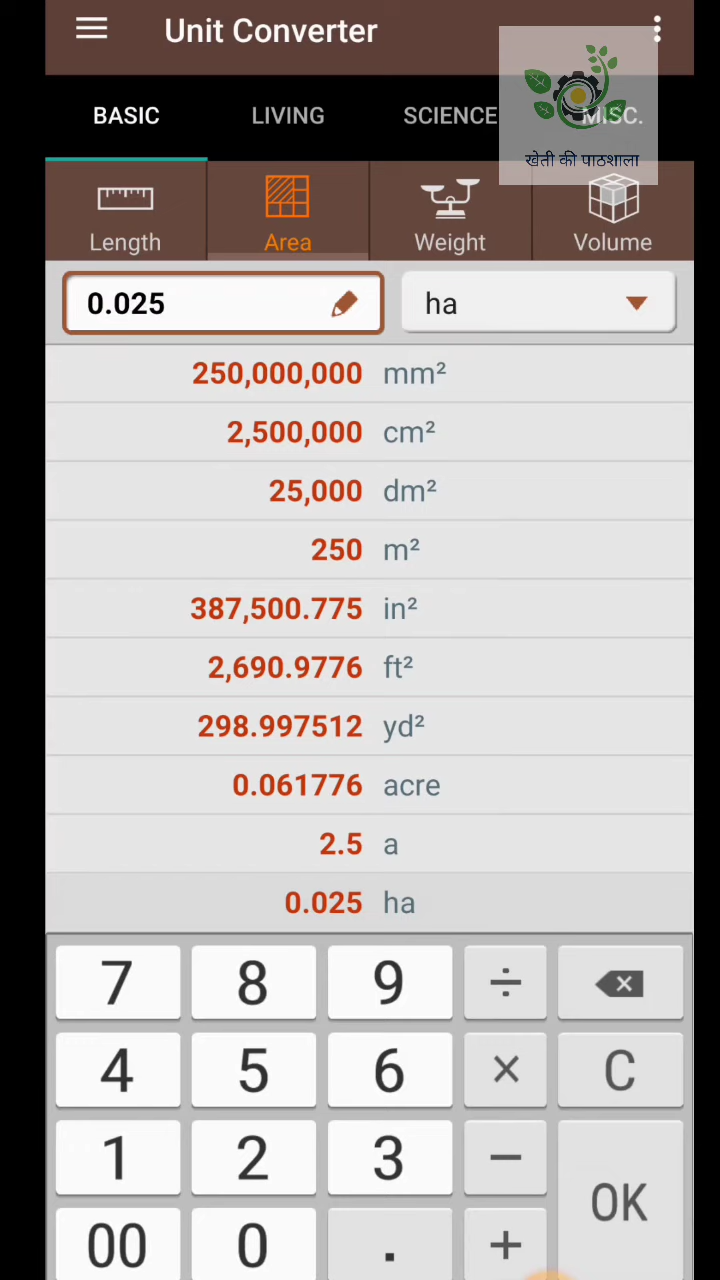 Unit Converter
BASIC LIVING SCIENCE MISC.
खेती की पाठशाला
Length Area Weight Volume
0.025 ha
250,000,000 mm²
2,500,000 cm²
25,000 dm²
250 m²
387,500.775 in²
2,690.9776 ft²
298.997512 yd²
0.061776 acre
2.5 a
0.025 ha
7 8 9 ÷
4 5 6 × C
1 2 3 −
OK
00 0 . +